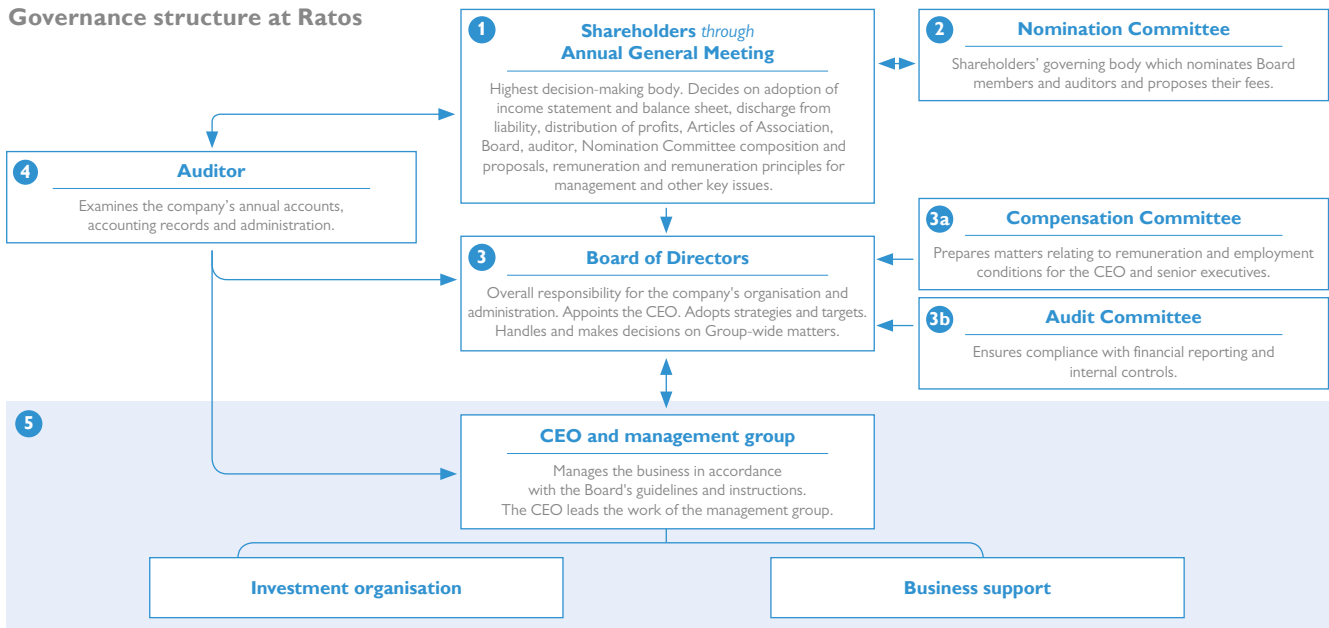 Governance structure at Ratos
1
Shareholders through
Annual General Meeting
Highest decision-making body. Decides on adoption of
income statement and balance sheet, discharge from
liability, distribution of profits, Articles of Association,
Board, auditor, Nomination Committee composition and
proposals, remuneration and remuneration principles for
management and other key issues.
2
Nomination Committee
Shareholders' governing body which nominates Board
members and auditors and proposes their fees.
4
Auditor
Examines the company's annual accounts,
accounting records and administration.
3
Board of Directors
Overall responsibility for the company's organisation and
administration. Appoints the CEO. Adopts strategies and targets.
Handles and makes decisions on Group-wide matters.
3a
Compensation Committee
Prepares matters relating to remuneration and employment
conditions for the CEO and senior executives.
3b
Audit Committee
Ensures compliance with financial reporting and
internal controls.
5
CEO and management group
Manages the business in accordance
with the Board's guidelines and instructions.
The CEO leads the work of the management group.
Investment organisation
Business support